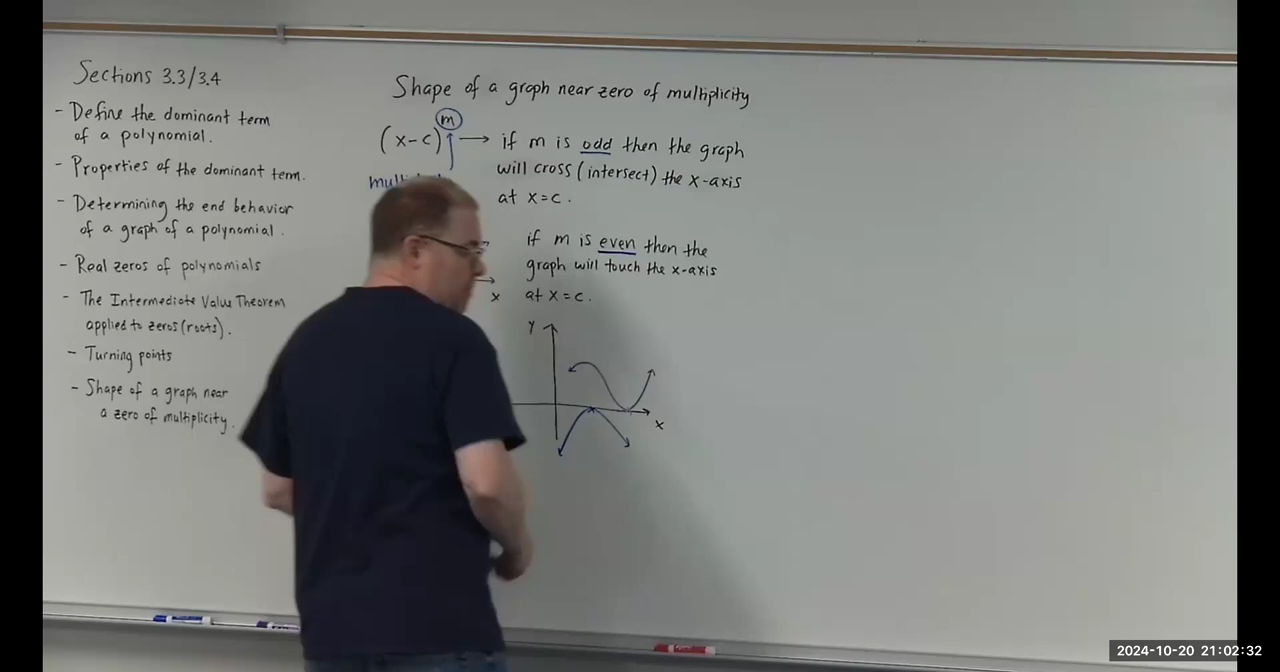 Sections 3.3/3.4
- Define the dominant term
of a polynomial.
- Properties of the dominant term.
- Determining the end behavior
of a graph of a polynomial.
- Real zeros of polynomials
- The Intermediate Value Theorem
applied to zeros (roots).
- Turning points
- Shape of a graph near
a zero of multiplicity.
Shape of a graph near zero of multiplicity
(x-c)^m → if m is odd then the graph
will cross (intersect) the x-axis
at x=c.
if m is even then the
graph will touch the x-axis
at x=c.
x
y
x
2024-10-20 21:02:32